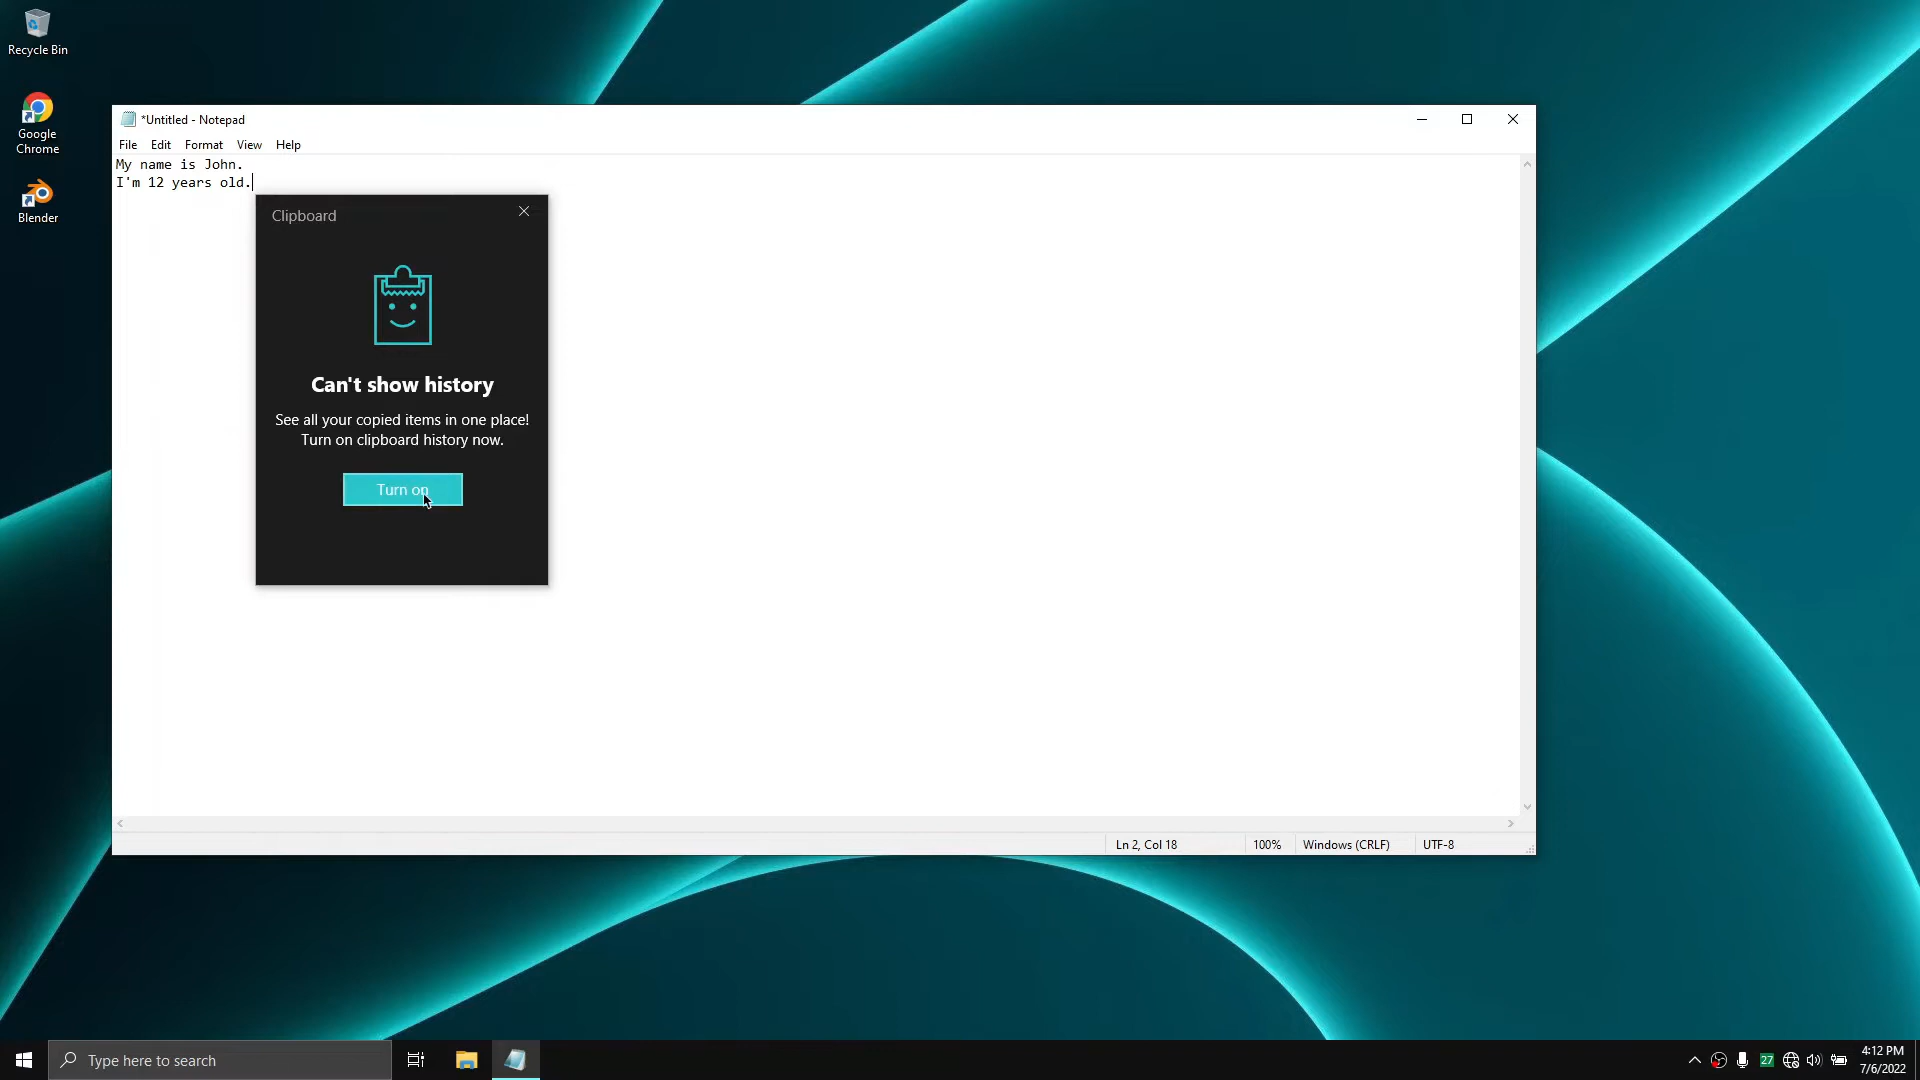 Recycle Bin
Google
Chrome
Blender
*Untitled - Notepad
File Edit Format View Help
My name is John.
I'm 12 years old.
Clipboard
Can't show history
See all your copied items in one place!
Turn on clipboard history now.
Turn on
Ln 2, Col 18 100% Windows (CRLF) UTF-8
Type here to search
27
4:12 PM
7/6/2022